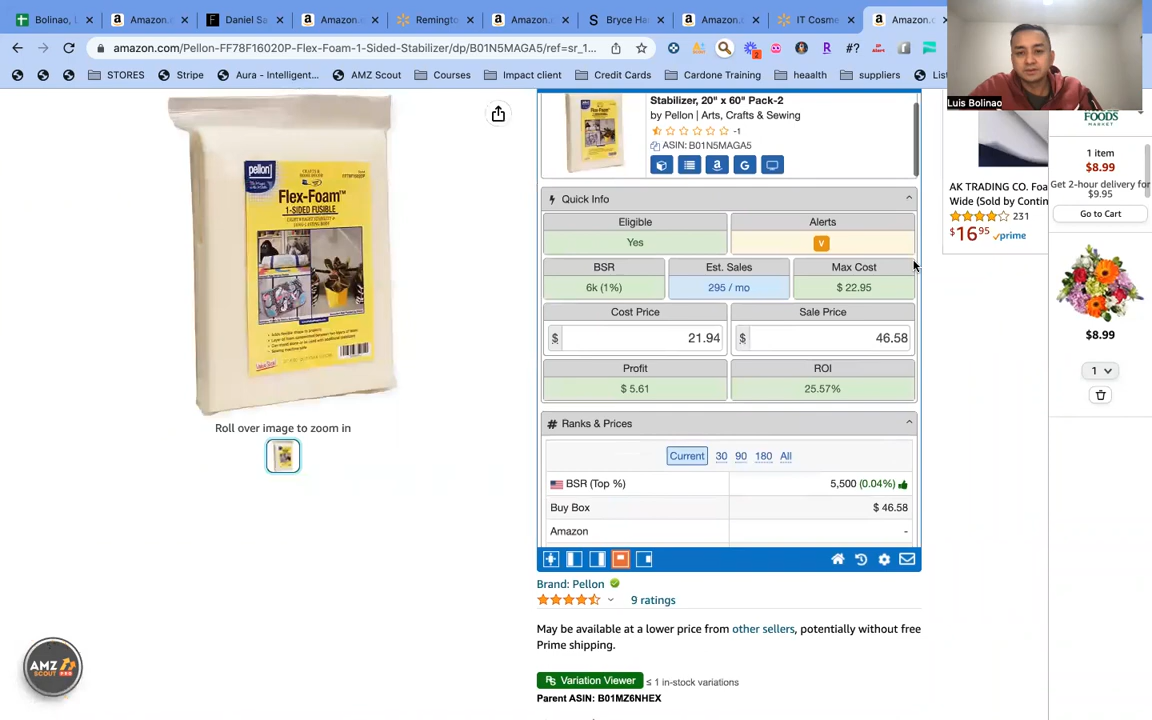 Bolinao, L
Amazon.
Daniel Sa
Amazon.c
Remingto
Amazon.c
Bryce Ha
Amazon.c
IT Cosme
Amazon.c
amazon.com/Pellon-FF78F16020P-Flex-Foam-1-Sided-Stabilizer/dp/B01N5MAGA5/ref=sr_1...
STORES
Stripe
Aura - Intelligent...
AMZ Scout
Courses
Impact client
Credit Cards
Cardone Training
heaalth
suppliers
List
Luis Bolinao
pellon
Flex-Foam™
1-SIDED FUSIBLE
Roll over image to zoom in
AMZ
SCOUT
PRO
Stabilizer, 20" x 60" Pack-2
by Pellon | Arts, Crafts & Sewing
-1
ASIN: B01N5MAGA5
Quick Info
Eligible
Alerts
Yes
V
BSR
Est. Sales
Max Cost
6k (1%)
295 / mo
$ 22.95
Cost Price
Sale Price
$ 21.94
$ 46.58
Profit
ROI
$ 5.61
25.57%
Ranks & Prices
Current 30 90 180 All
BSR (Top %) 5,500 (0.04%)
Buy Box $ 46.58
Amazon -
Brand: Pellon
9 ratings
May be available at a lower price from other sellers, potentially without free
Prime shipping.
Variation Viewer ≤ 1 in-stock variations
Parent ASIN: B01MZ6NHEX
AK TRADING CO. Foa
Wide (Sold by Contin
231
$16 95 prime
FOODS
MARKET
1 item
$8.99
Get 2-hour delivery for
$9.95
Go to Cart
$8.99
1